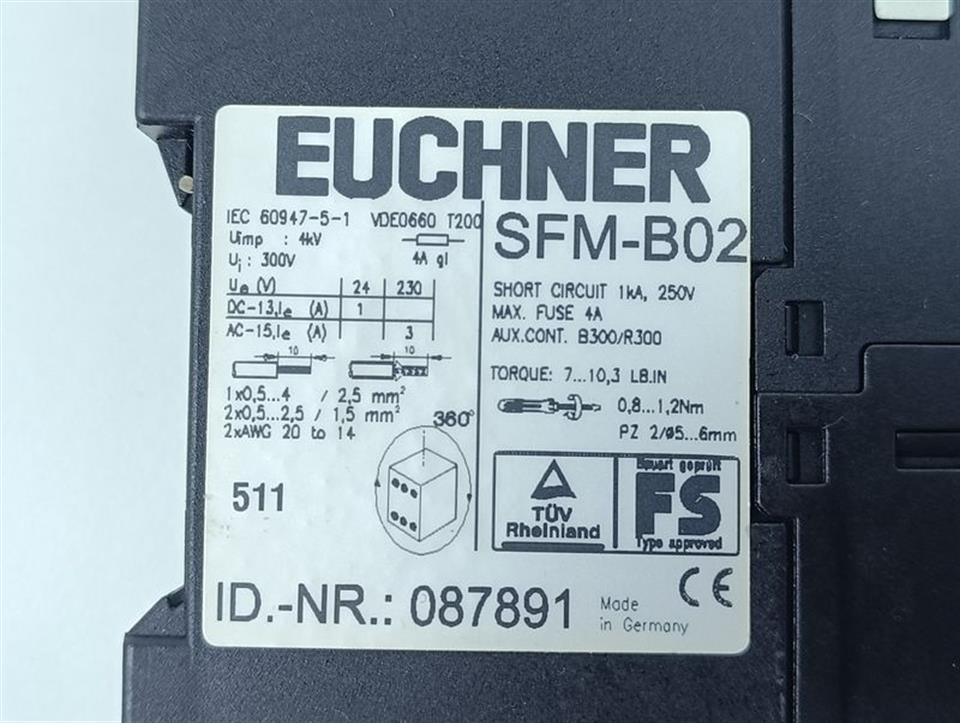 EUCHNER
IEC 60947-5-1 VDE0660 T200
Uimp : 4kV
4A gl
Ui : 300V
Ue (V) 24 230
DC-13,Ie (A) 1
AC-15,Ie (A) 3
10 10
1x0,5...4 / 2,5 mm²
2x0,5...2,5 / 1,5 mm²
2xAWG 20 to 14
360°
511
SFM-B02
SHORT CIRCUIT 1kA, 250V
MAX. FUSE 4A
AUX.CONT. B300/R300
TORQUE: 7...10,3 LB.IN
0,8...1,2Nm
PZ 2/ø5...6mm
TÜV
Rheinland
Bauart geprüft
FS
Type approved
ID.-NR.: 087891
Made
in Germany
CE